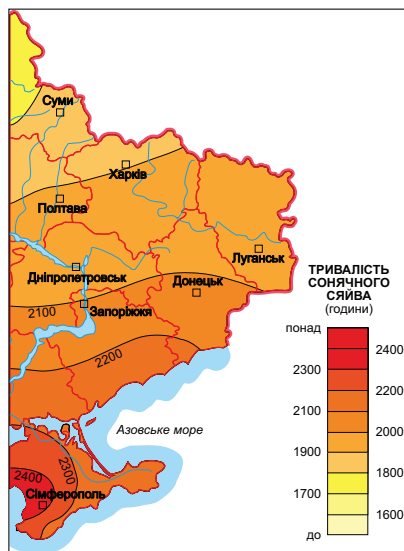 Суми
Харків
Полтава
Луганськ
Дніпропетровськ
Донецьк
2100
Запоріжжя
2200
Азовське море
2300
2400
Сімферополь
ТРИВАЛІСТЬ
СОНЯЧНОГО
СЯЙВА
(години)
понад
2400
2300
2200
2100
2000
1900
1800
1700
1600
до